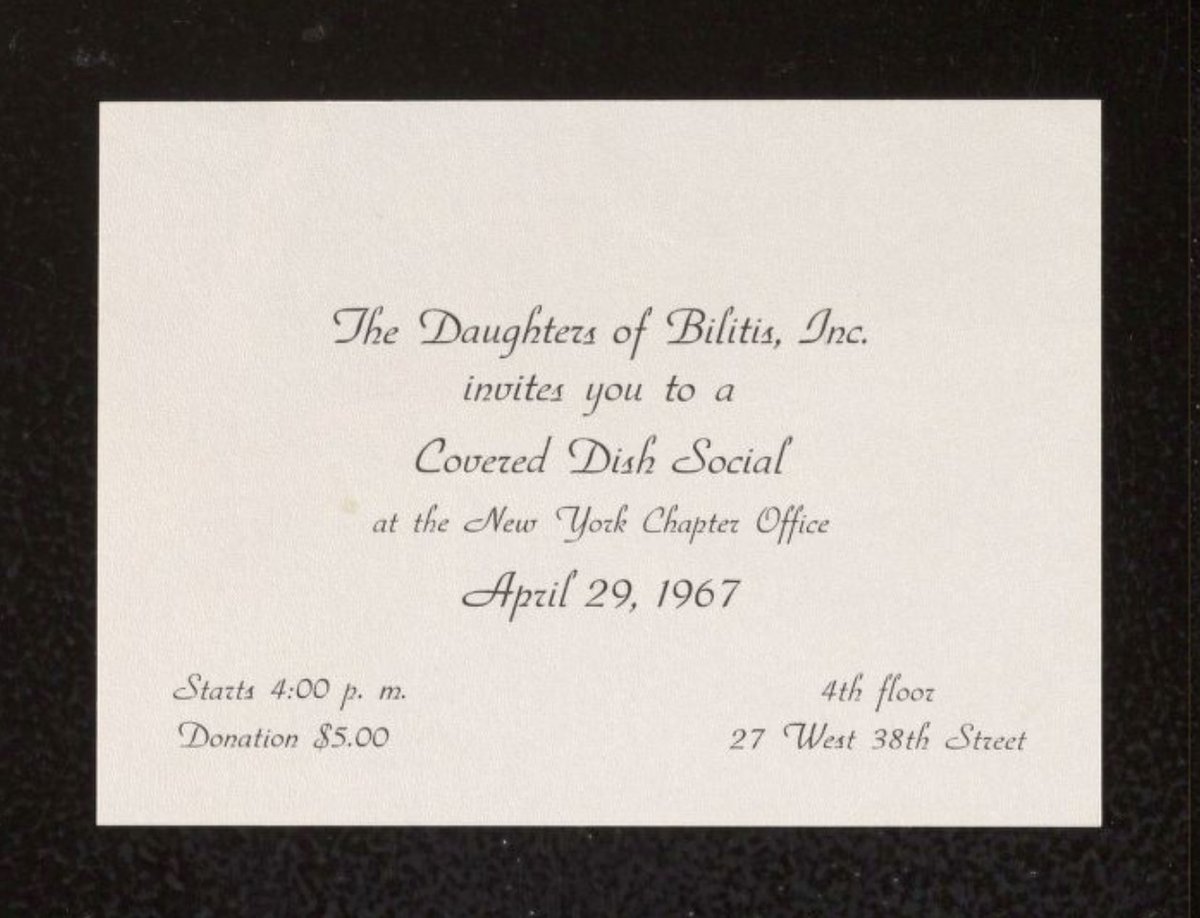 The Daughters of Bilitis, Inc.
invites you to a
Covered Dish Social
at the New York Chapter Office
April 29, 1967
Starts 4:00 p. m.
Donation $5.00
4th floor
27 West 38th Street